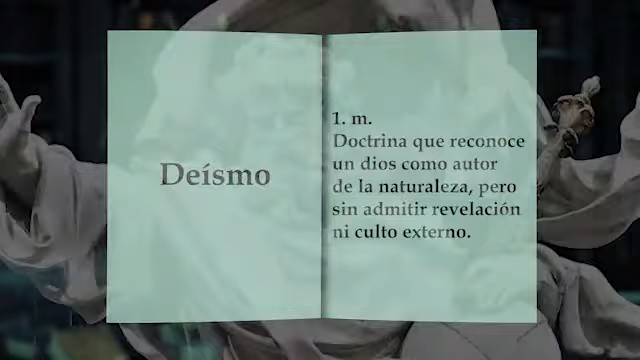 Deísmo
1. m.
Doctrina que reconoce
un dios como autor
de la naturaleza, pero
sin admitir revelación
ni culto externo.